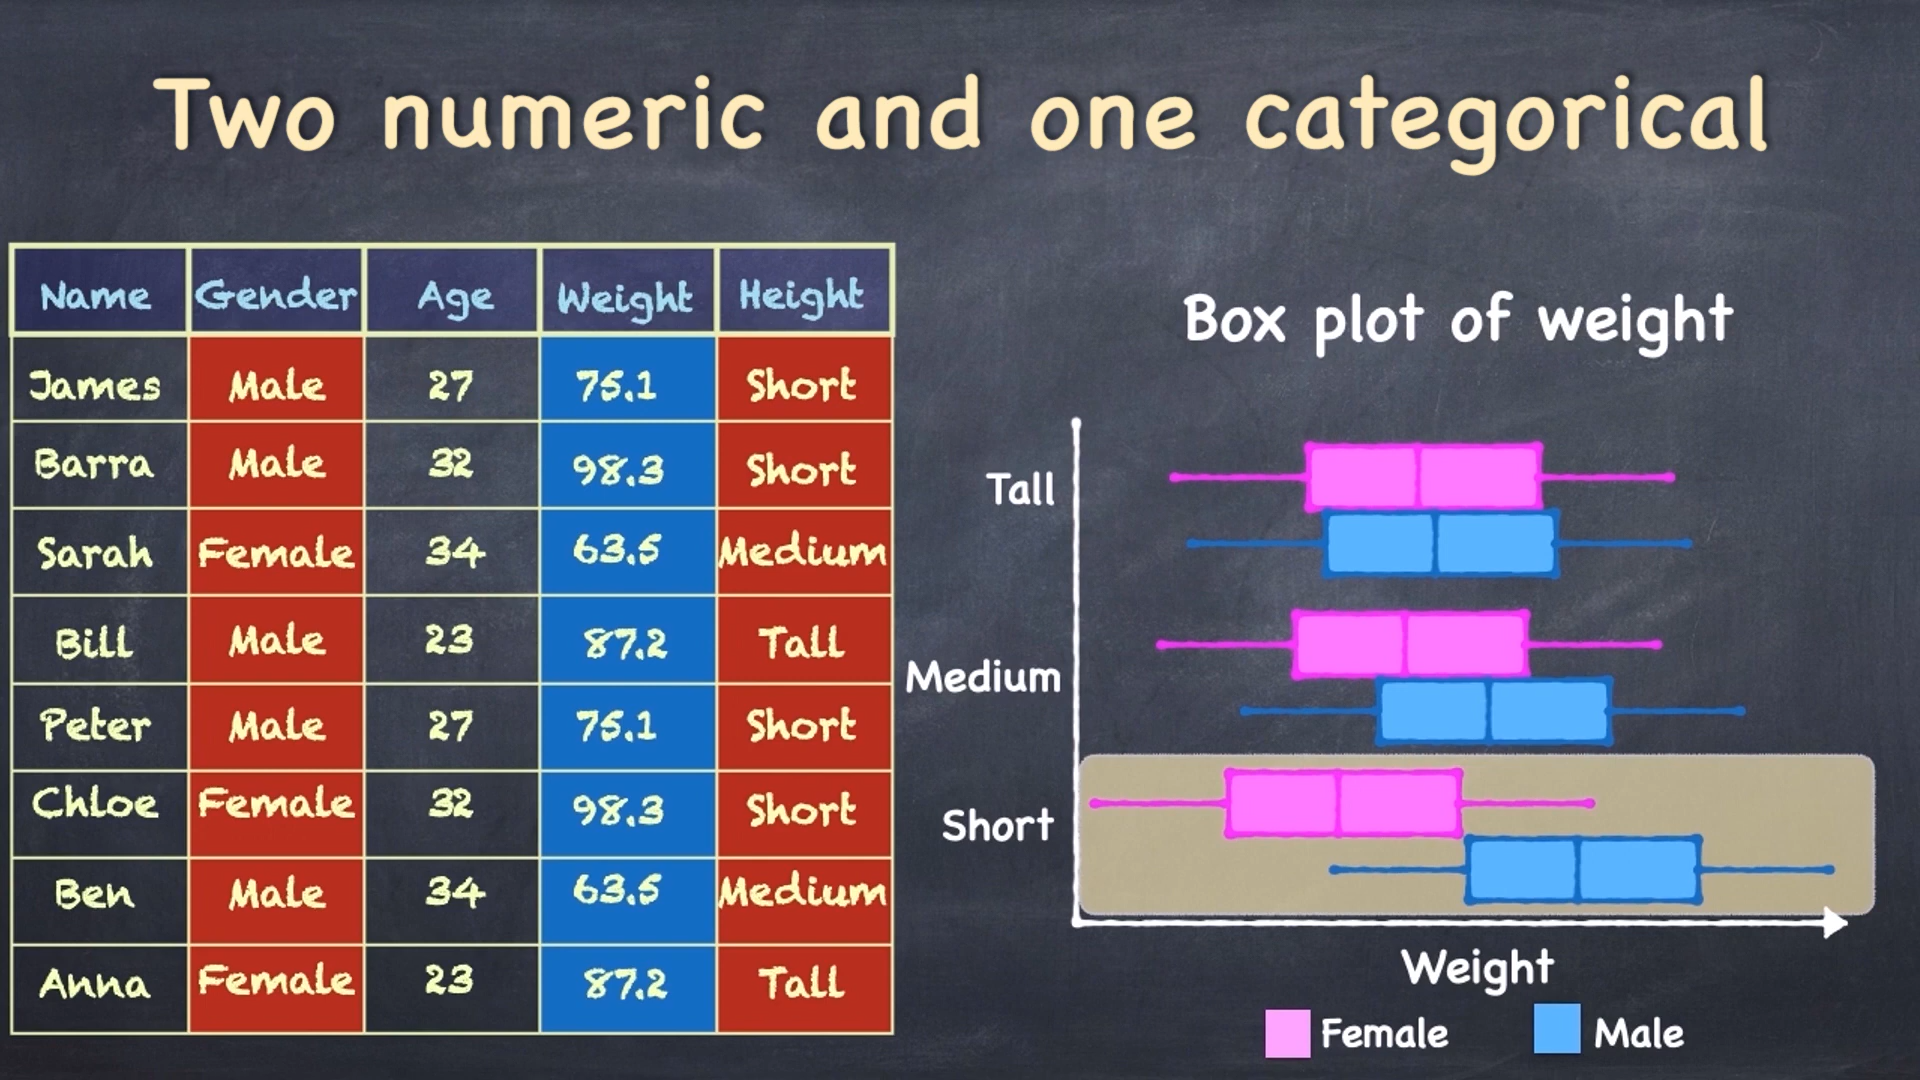 Two numeric and one categorical
Name Gender Age Weight Height
James Male 27 75.1 Short
Barra Male 32 98.3 Short
Sarah Female 34 63.5 Medium
Bill Male 23 87.2 Tall
Peter Male 27 75.1 Short
Chloe Female 32 98.3 Short
Ben Male 34 63.5 Medium
Anna Female 23 87.2 Tall
Box plot of weight
Tall
Medium
Short
Weight
Female Male